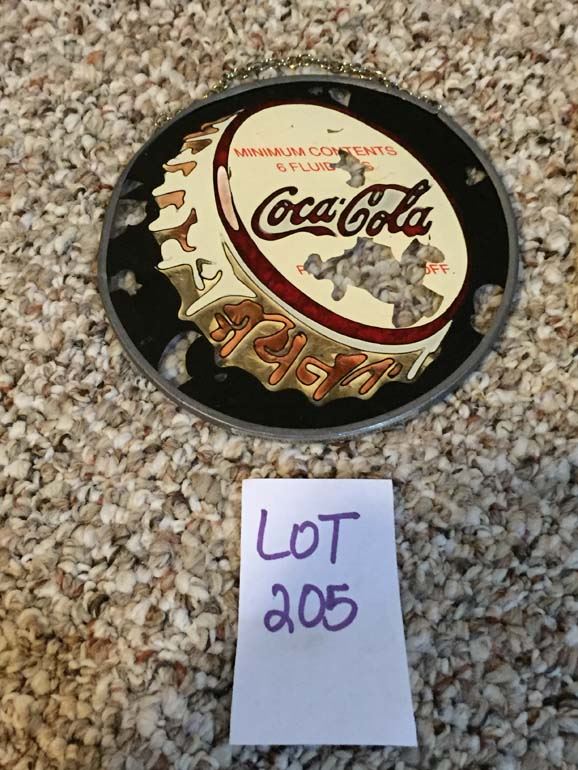 MINIMUM CONTENTS
6 FLUID
Coca-Cola
LOT
205